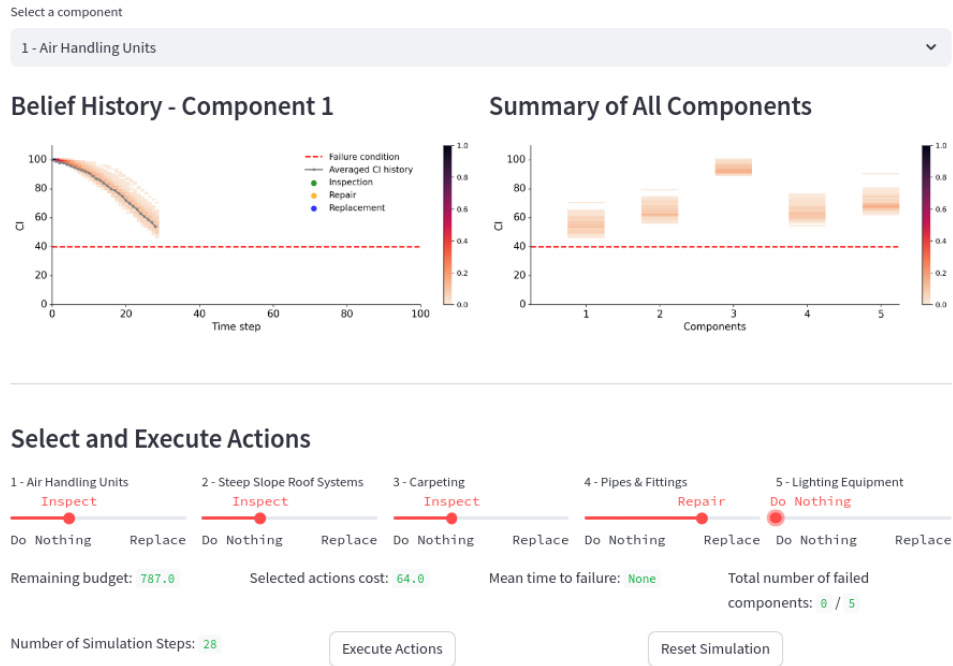 Select a component
1 - Air Handling Units
Belief History - Component 1
Summary of All Components
100
80
60
40
20
0
CI
0 20 40 60 80 100
Time step
Failure condition
Averaged CI history
Inspection
Repair
Replacement
1.0
0.8
0.6
0.4
0.2
0.0
100
80
60
40
20
0
CI
1 2 3 4 5
Components
1.0
0.8
0.6
0.4
0.2
0.0
Select and Execute Actions
1 - Air Handling Units
Inspect
Do Nothing Replace
2 - Steep Slope Roof Systems
Inspect
Do Nothing Replace
3 - Carpeting
Inspect
Do Nothing Replace
4 - Pipes & Fittings
Repair
Do Nothing Replace
5 - Lighting Equipment
Do Nothing
Do Nothing Replace
Remaining budget: 787.0
Selected actions cost: 64.0
Mean time to failure: None
Total number of failed
components: 0 / 5
Number of Simulation Steps: 28
Execute Actions
Reset Simulation